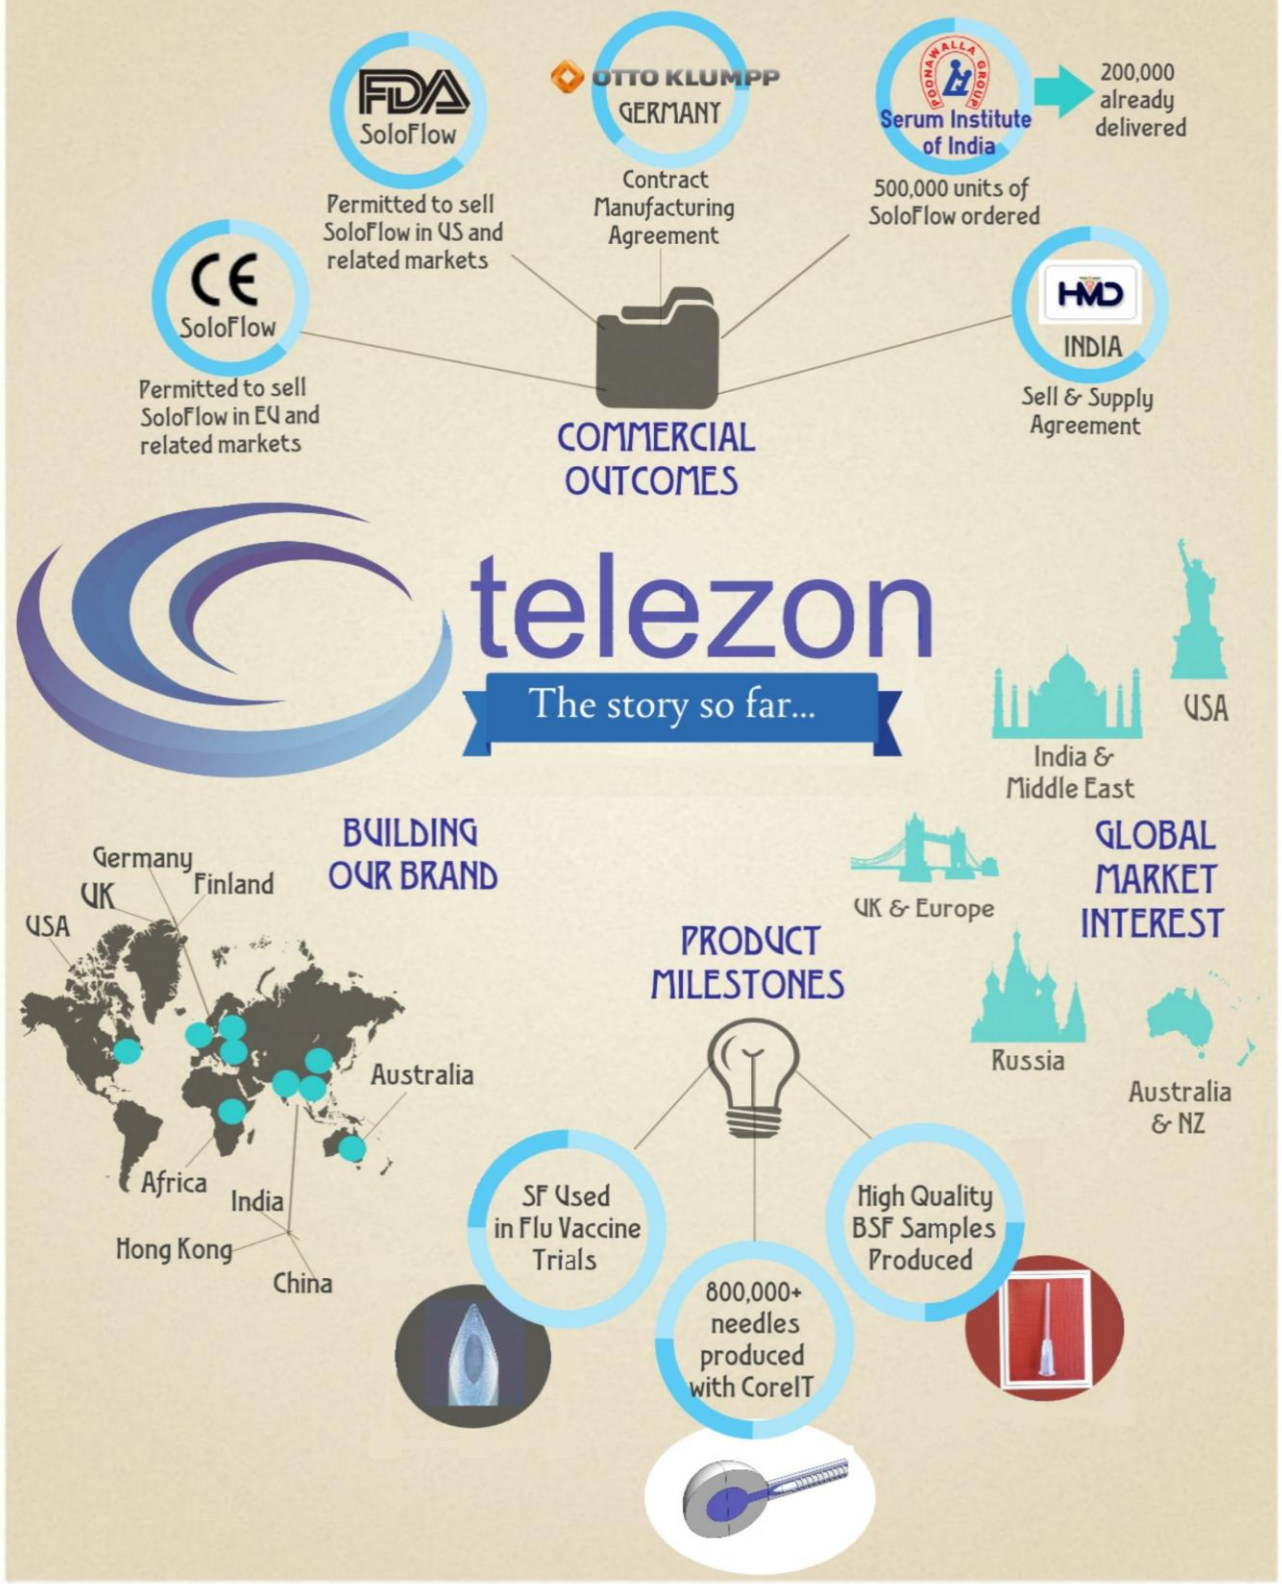 FDA
SoloFlow
Permitted to sell
SoloFlow in US and
related markets
OTTO KLUMPP
GERMANY
Contract
Manufacturing
Agreement
POONAWALLA GROUP
Serum Institute
of India
500,000 units of
SoloFlow ordered
200,000
already
delivered
CE
SoloFlow
Permitted to sell
SoloFlow in EU and
related markets
HMD
INDIA
Sell & Supply
Agreement
COMMERCIAL
OUTCOMES
telezon
The story so far...
USA
India &
Middle East
UK & Europe
GLOBAL
MARKET
INTEREST
Russia
Australia
& NZ
BUILDING
OUR BRAND
Germany
UK
Finland
USA
Australia
Africa
India
Hong Kong
China
PRODUCT
MILESTONES
SF Used
in Flu Vaccine
Trials
800,000+
needles
produced
with CoreIT
High Quality
BSF Samples
Produced